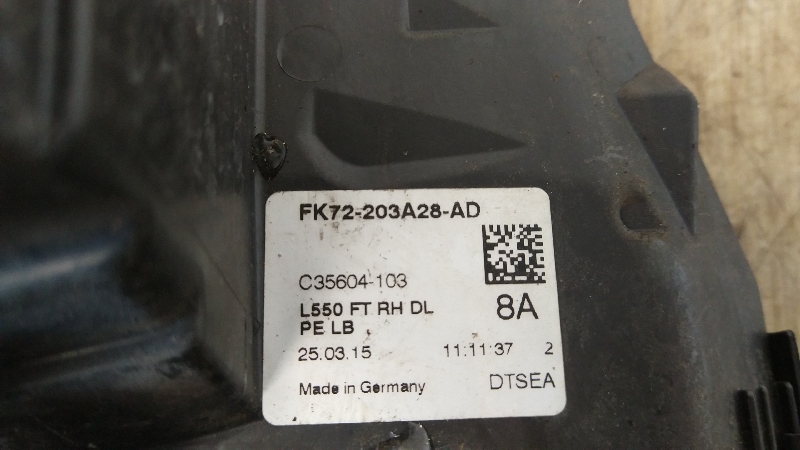 FK72-203A28-AD
C35604-103
L550 FT RH DL 8A
PE LB
25.03.15 11:11:37 2
Made in Germany DTSEA